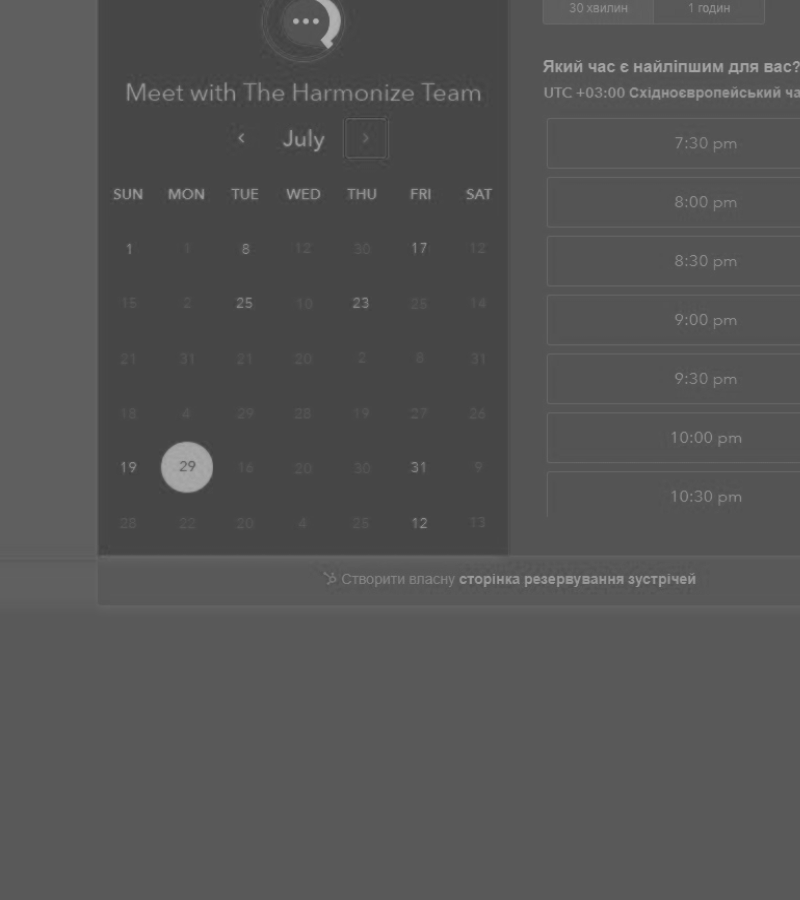 30 хвилин 1 годин
Meet with The Harmonize Team
July
SUN MON TUE WED THU FRI SAT
1 1 8 12 30 17 12
15 2 25 10 23 25 14
21 31 21 20 2 8 31
18 4 29 28 19 27 26
19 29 16 20 30 31 9
28 22 20 4 25 12 13
Який час є найліпшим для вас?
UTC +03:00 Східноєвропейський ча
7:30 pm
8:00 pm
8:30 pm
9:00 pm
9:30 pm
10:00 pm
10:30 pm
Створити власну сторінка резервування зустрічей